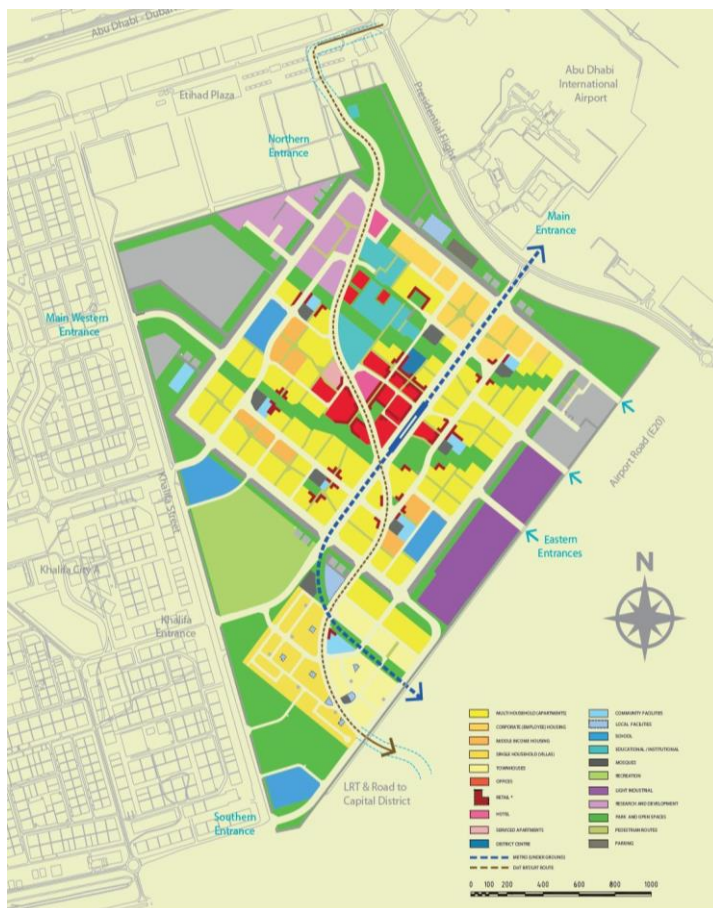 Abu Dhabi - Dubai
Etihad Plaza
Presidential Flight
Abu Dhabi
International
Airport
Northern
Entrance
Main
Entrance
Main Western
Entrance
Airport Road (E20)
Khalifa Street
Eastern
Entrances
Khalifa City A
Khalifa
Entrance
N
LRT & Road to
Capital District
Southern
Entrance
MULTI HOUSEHOLD (APARTMENTS)
CORPORATE (EMPLOYEE) HOUSING
MIDDLE INCOME HOUSING
SINGLE HOUSEHOLD (VILLAS)
TOWNHOUSES
OFFICES
RETAIL *
HOTEL
SERVICED APARTMENTS
DISTRICT CENTRE
METRO (UNDER GROUND)
COMMUNITY FACILITIES
LOCAL FACILITIES
SCHOOL
EDUCATIONAL / INSTITUTIONAL
MOSQUES
RECREATION
LIGHT INDUSTRIAL
RESEARCH AND DEVELOPMENT
PARK AND OPEN SPACES
PEDESTRIAN ROUTES
PARKING
0 100 200 400 600 800 1000